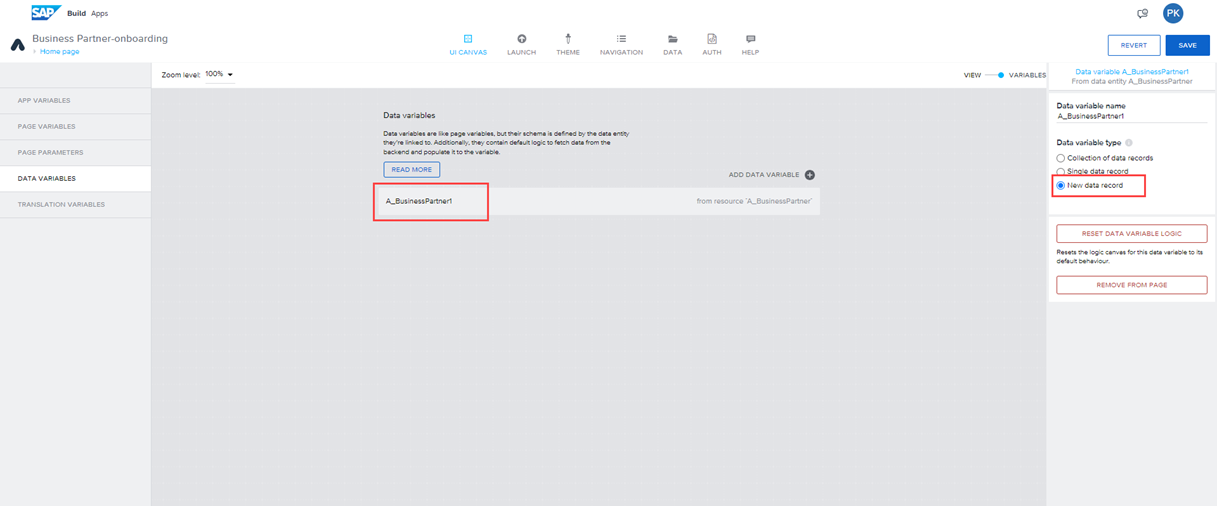 SAP Build Apps
PK
Business Partner-onboarding
> Home page
UI CANVAS
LAUNCH
THEME
NAVIGATION
DATA
AUTH
HELP
REVERT
SAVE
Zoom level: 100%
VIEW
VARIABLES
APP VARIABLES
PAGE VARIABLES
PAGE PARAMETERS
DATA VARIABLES
TRANSLATION VARIABLES
Data variables
Data variables are like page variables, but their schema is defined by the data entity
they're linked to. Additionally, they contain default logic to fetch data from the
backend and populate it to the variable.
READ MORE
ADD DATA VARIABLE
A_BusinessPartner1
from resource 'A_BusinessPartner'
Data variable A_BusinessPartner1
From data entity A_BusinessPartner
Data variable name
A_BusinessPartner1
Data variable type
Collection of data records
Single data record
New data record
RESET DATA VARIABLE LOGIC
Resets the logic canvas for this data variable to its
default behaviour.
REMOVE FROM PAGE